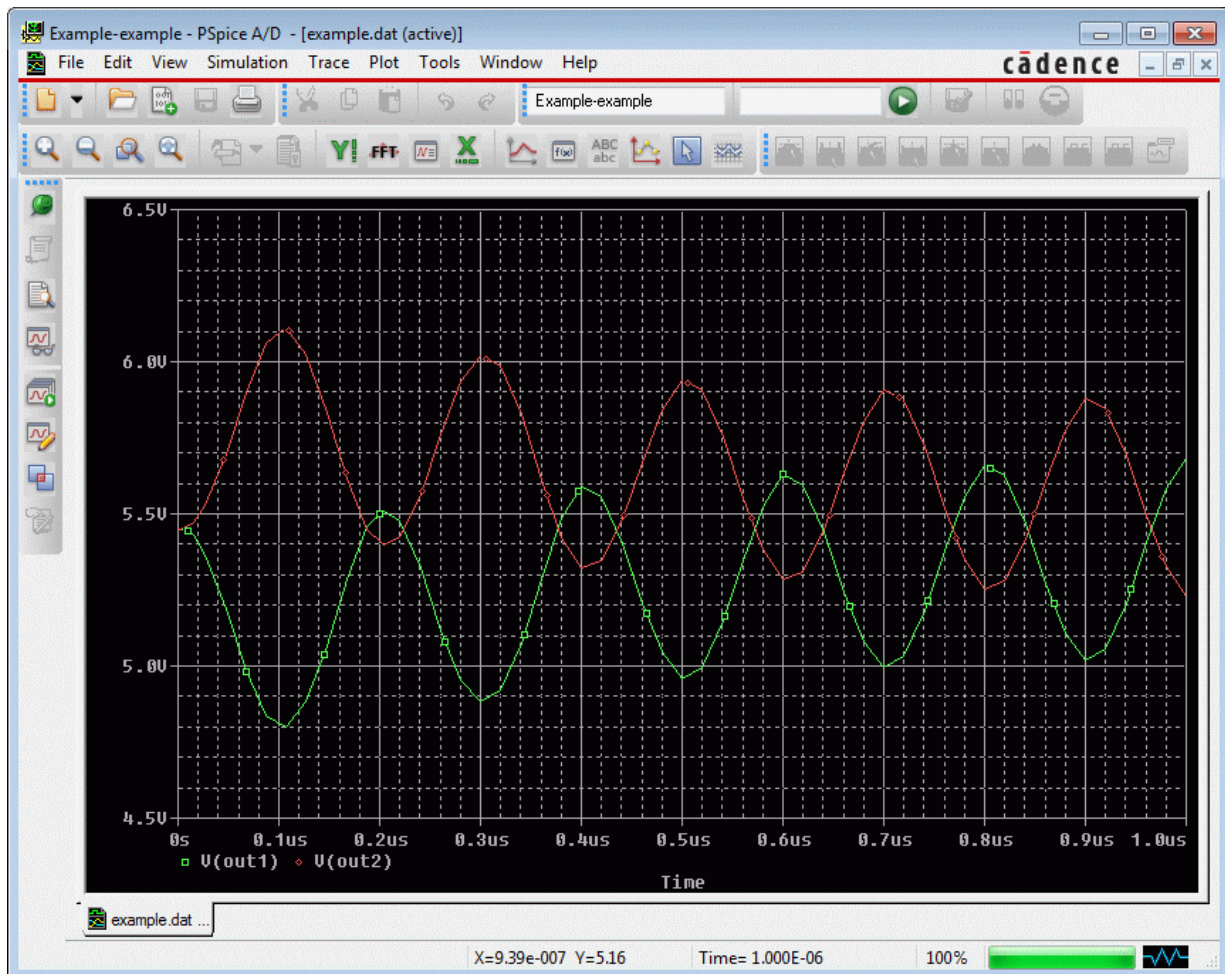 Example-example - PSpice A/D - [example.dat (active)]
File Edit View Simulation Trace Plot Tools Window Help
cādence
Example-example
FFT
f(x)
ABC
abc
6.5V
6.0V
5.5V
5.0V
4.5V
0s 0.1us 0.2us 0.3us 0.4us 0.5us 0.6us 0.7us 0.8us 0.9us 1.0us
V(out1) V(out2)
Time
example.dat ...
X=9.39e-007 Y=5.16 Time= 1.000E-06 100%